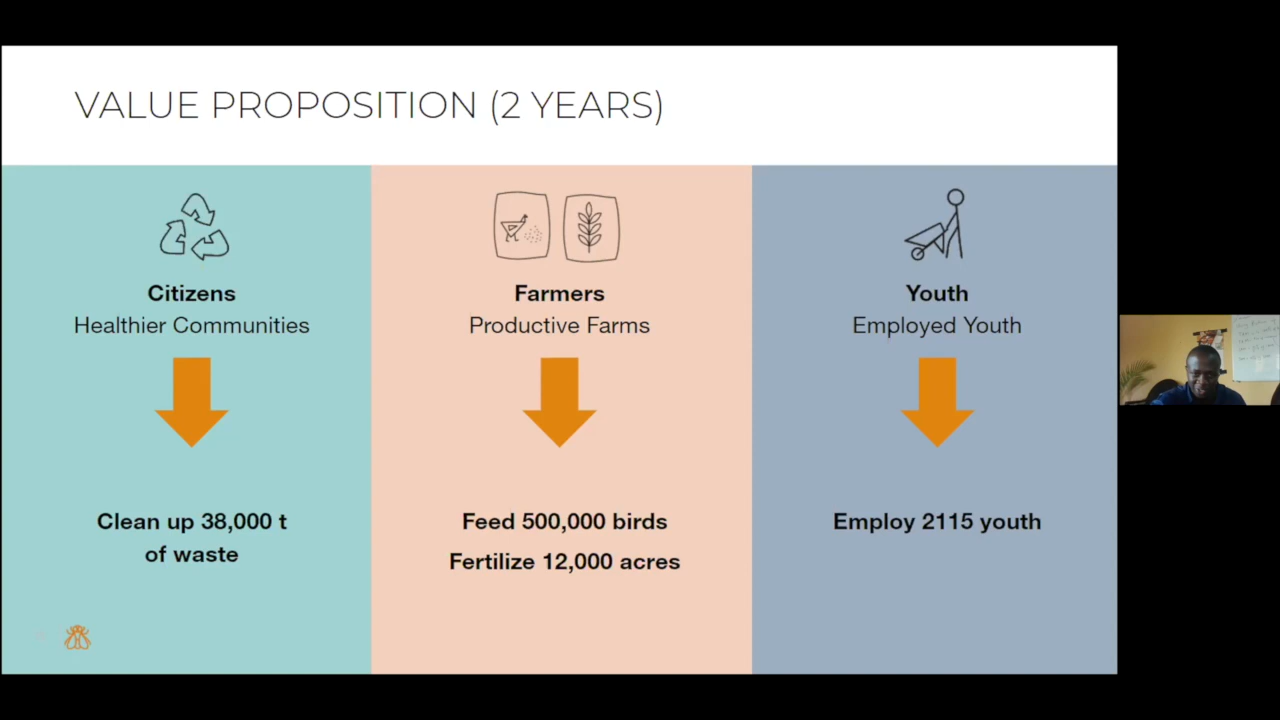 VALUE PROPOSITION (2 YEARS)
Citizens
Healthier Communities
Clean up 38,000 t
of waste
Farmers
Productive Farms
Feed 500,000 birds
Fertilize 12,000 acres
Youth
Employed Youth
Employ 2115 youth